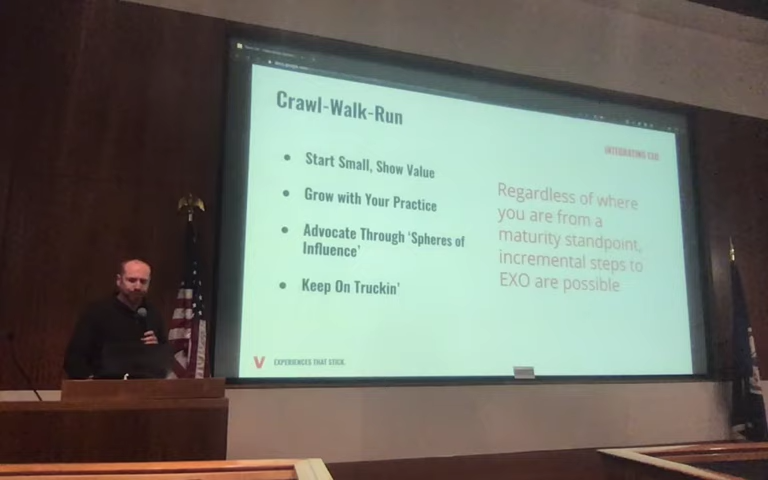 Crawl-Walk-Run
INTEGRATING EXO
Start Small, Show Value
Grow with Your Practice
Advocate Through ‘Spheres of
Influence’
Keep On Truckin’
Regardless of where
you are from a
maturity standpoint,
incremental steps to
EXO are possible
EXPERIENCES THAT STICK.